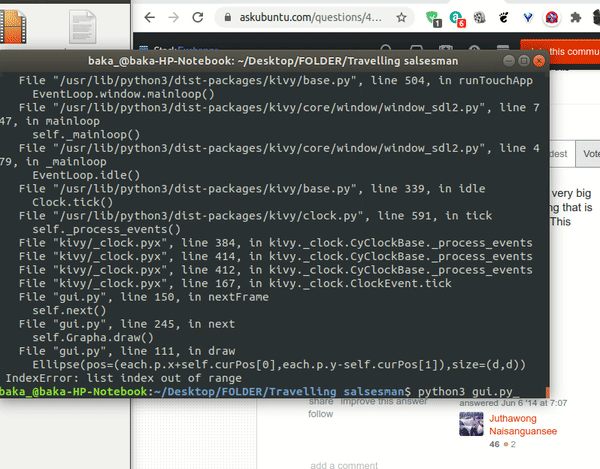 askubuntu.com/questions/4...
Join this commu
baka_@baka-HP-Notebook: ~/Desktop/FOLDER/Travelling salsesman
File "/usr/lib/python3/dist-packages/kivy/base.py", line 504, in runTouchApp
EventLoop.window.mainloop()
File "/usr/lib/python3/dist-packages/kivy/core/window/window_sdl2.py", line 7
47, in mainloop
self._mainloop()
File "/usr/lib/python3/dist-packages/kivy/core/window/window_sdl2.py", line 4
79, in _mainloop
EventLoop.idle()
File "/usr/lib/python3/dist-packages/kivy/base.py", line 339, in idle
Clock.tick()
File "/usr/lib/python3/dist-packages/kivy/clock.py", line 591, in tick
self._process_events()
File "kivy/_clock.pyx", line 384, in kivy._clock.CyClockBase._process_events
File "kivy/_clock.pyx", line 414, in kivy._clock.CyClockBase._process_events
File "kivy/_clock.pyx", line 412, in kivy._clock.CyClockBase._process_events
File "kivy/_clock.pyx", line 167, in kivy._clock.ClockEvent.tick
File "gui.py", line 150, in nextFrame
self.next()
File "gui.py", line 245, in next
self.Grapha.draw()
File "gui.py", line 111, in draw
Ellipse(pos=(each.p.x+self.curPos[0],each.p.y-self.curPos[1]),size=(d,d))
IndexError: list index out of range
baka_@baka-HP-Notebook:~/Desktop/FOLDER/Travelling salsesman$ python3 gui.py_
dest Vote
very big
ng that is
This
share improve this answer
follow
answered Jun 6 '14 at 7:07
Juthawong
Naisanguansee
46 2
add a comment